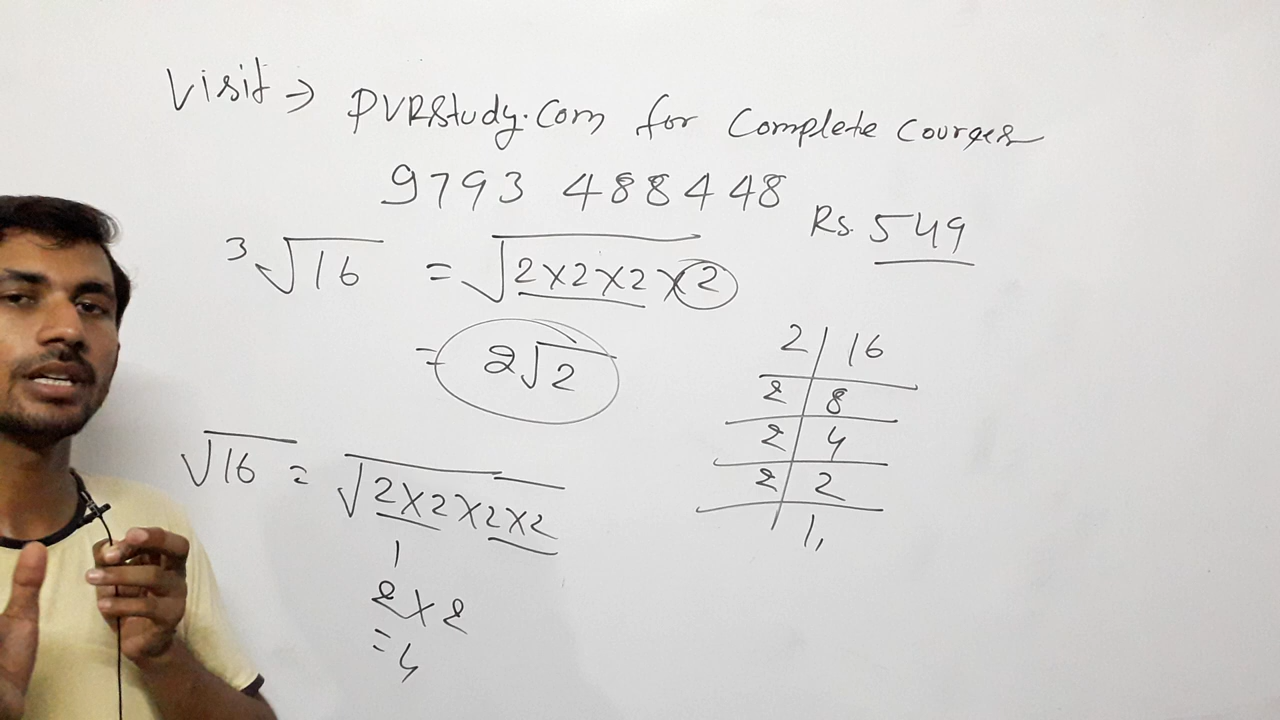 Visit → PVRStudy.Com for Complete Courses
9793 488448
Rs. 549
³√16 = √2×2×2×2
= 2√2
2 | 16
2 | 8
2 | 4
2 | 2
1,
√16 = √2×2×2×2
2×2
= 4